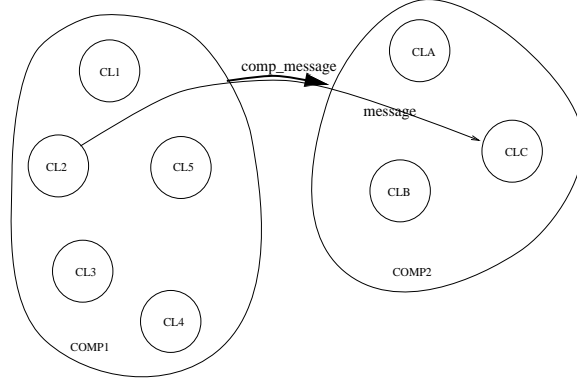 CL1
comp_message
CLA
message
CL2
CL5
CLC
CLB
CL3
COMP2
CL4
COMP1